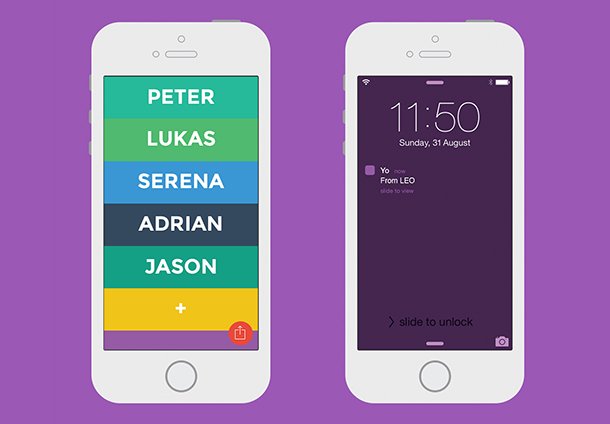 PETER
LUKAS
SERENA
ADRIAN
JASON
+
11:50
Sunday, 31 August
Yo now
From LEO
slide to view
> slide to unlock